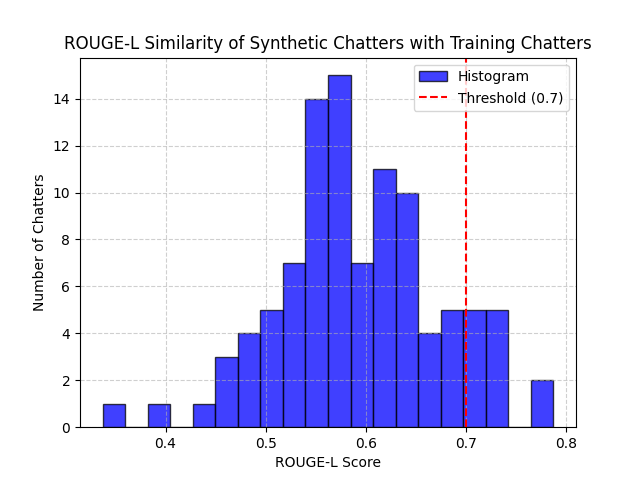 ROUGE-L Similarity of Synthetic Chatters with Training Chatters
Histogram
Threshold (0.7)
Number of Chatters
14
12
10
8
6
4
2
0
0.4 0.5 0.6 0.7 0.8
ROUGE-L Score